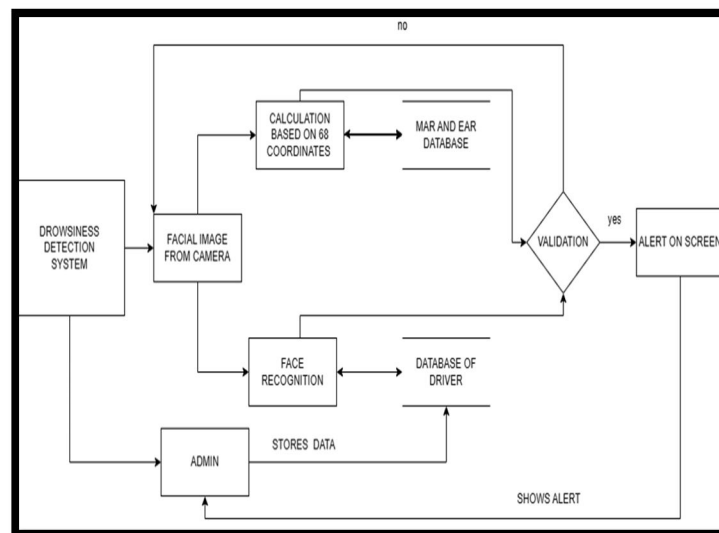 no
CALCULATION
BASED ON 68
COORDINATES
MAR AND EAR
DATABASE
DROWSINESS
DETECTION
SYSTEM
FACIAL IMAGE
FROM CAMERA
VALIDATION
yes
ALERT ON SCREEN
FACE
RECOGNITION
DATABASE OF
DRIVER
ADMIN
STORES DATA
SHOWS ALERT